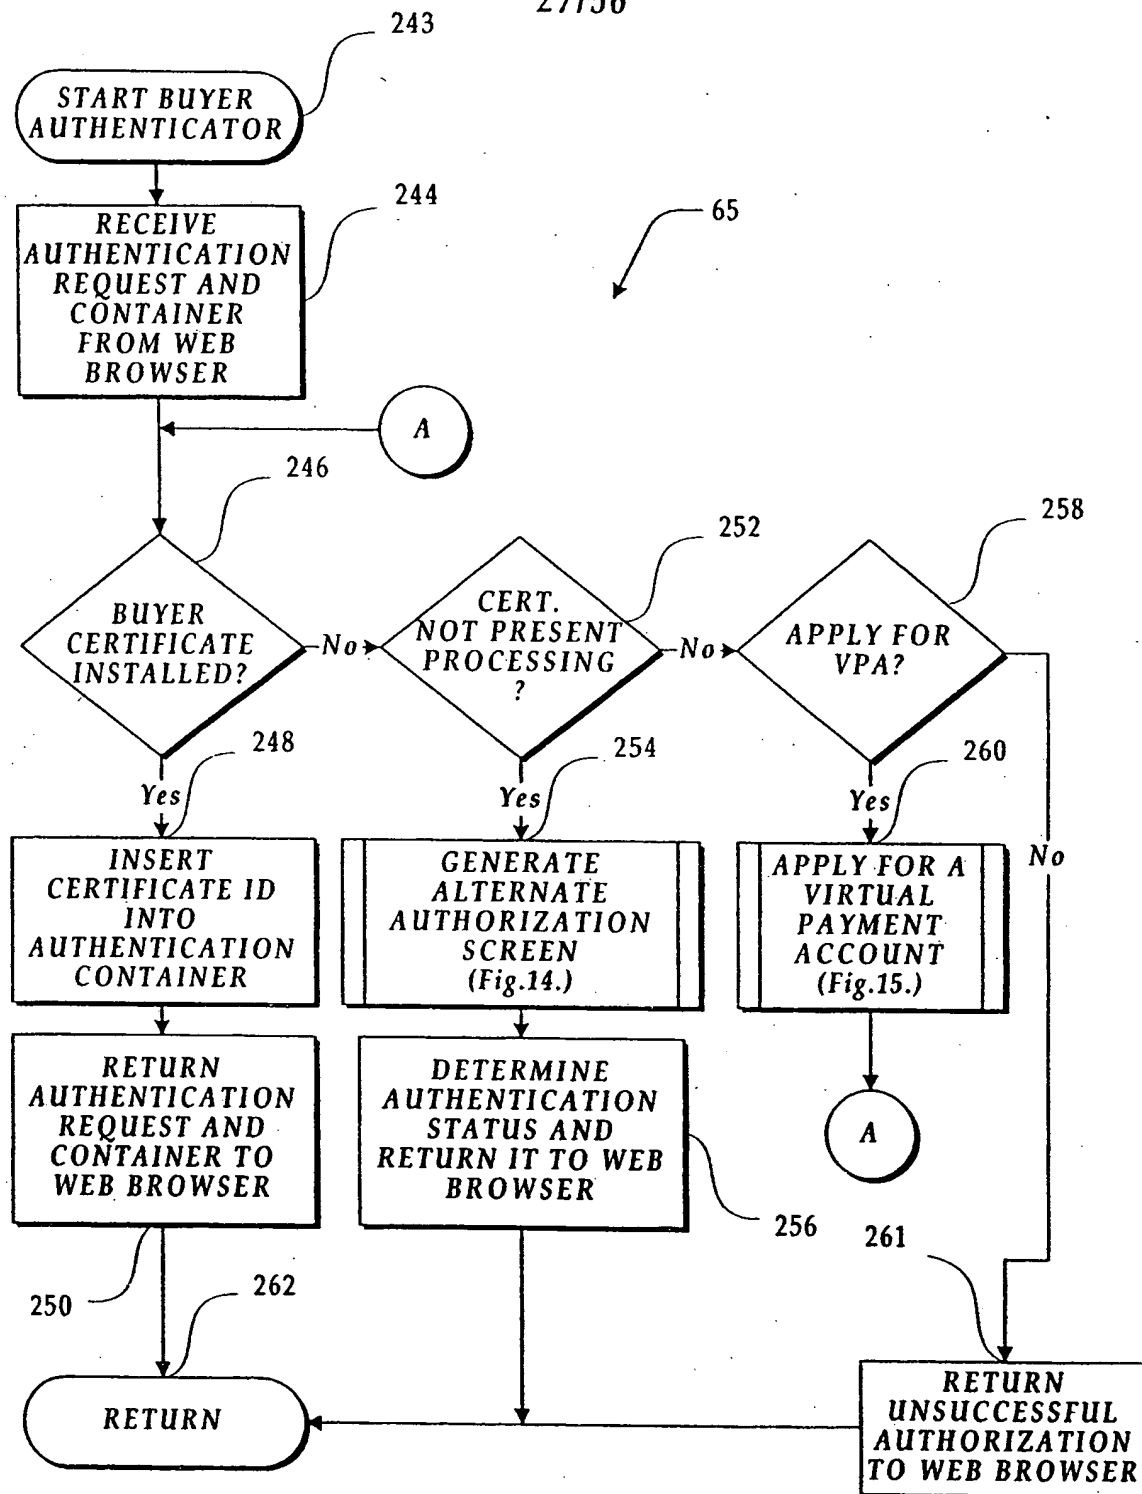 243
START BUYER
AUTHENTICATOR
244
RECEIVE
AUTHENTICATION
REQUEST AND
CONTAINER
FROM WEB
BROWSER
65
A
246
BUYER
CERTIFICATE
INSTALLED?
No
252
CERT.
NOT PRESENT
PROCESSING
?
No
258
APPLY FOR
VPA?
No
Yes
248
INSERT
CERTIFICATE ID
INTO
AUTHENTICATION
CONTAINER
RETURN
AUTHENTICATION
REQUEST AND
CONTAINER TO
WEB BROWSER
250
Yes
254
GENERATE
ALTERNATE
AUTHORIZATION
SCREEN
(Fig.14.)
DETERMINE
AUTHENTICATION
STATUS AND
RETURN IT TO WEB
BROWSER
256
Yes
260
APPLY FOR A
VIRTUAL
PAYMENT
ACCOUNT
(Fig.15.)
A
261
RETURN
UNSUCCESSFUL
AUTHORIZATION
TO WEB BROWSER
262
RETURN